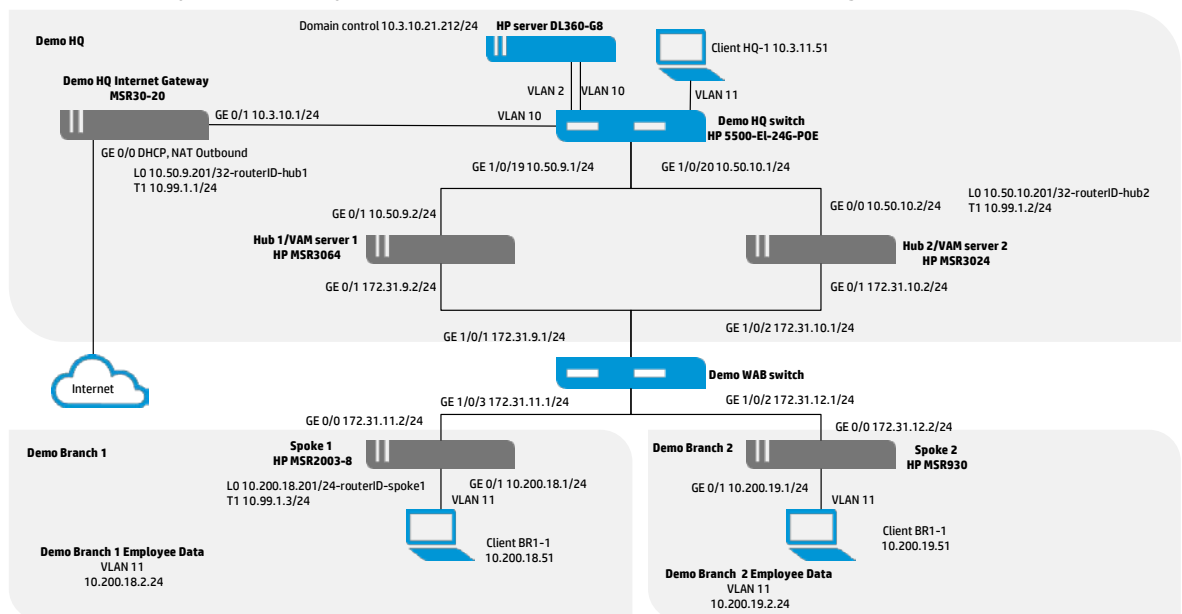 Domain control 10.3.10.21.212/24
HP server DL360-G8
Demo HQ
Client HQ-1 10.3.11.51
Demo HQ Internet Gateway
MSR30-20
VLAN 2
VLAN 10
VLAN 11
GE 0/1 10.3.10.1/24
VLAN 10
Demo HQ switch
HP 5500-EI-24G-POE
GE 0/0 DHCP, NAT Outbound
L0 10.50.9.201/32-routerID-hub1
T1 10.99.1.1/24
GE 1/0/19 10.50.9.1/24
GE 1/0/20 10.50.10.1/24
L0 10.50.10.201/32-routerID-hub2
T1 10.99.1.2/24
GE 0/1 10.50.9.2/24
GE 0/0 10.50.10.2/24
Hub 1/VAM server 1
HP MSR3064
Hub 2/VAM server 2
HP MSR3024
GE 0/1 172.31.9.2/24
GE 0/1 172.31.10.2/24
GE 1/0/1 172.31.9.1/24
GE 1/0/2 172.31.10.1/24
Internet
Demo WAB switch
GE 1/0/3 172.31.11.1/24
GE 1/0/2 172.31.12.1/24
GE 0/0 172.31.11.2/24
GE 0/0 172.31.12.2/24
Demo Branch 1
Spoke 1
HP MSR2003-8
Demo Branch 2
Spoke 2
HP MSR930
L0 10.200.18.201/24-routerID-spoke1
T1 10.99.1.3/24
GE 0/1 10.200.18.1/24
VLAN 11
GE 0/1 10.200.19.1/24
VLAN 11
Client BR1-1
10.200.18.51
Client BR1-1
10.200.19.51
Demo Branch 1 Employee Data
VLAN 11
10.200.18.2.24
Demo Branch 2 Employee Data
VLAN 11
10.200.19.2.24